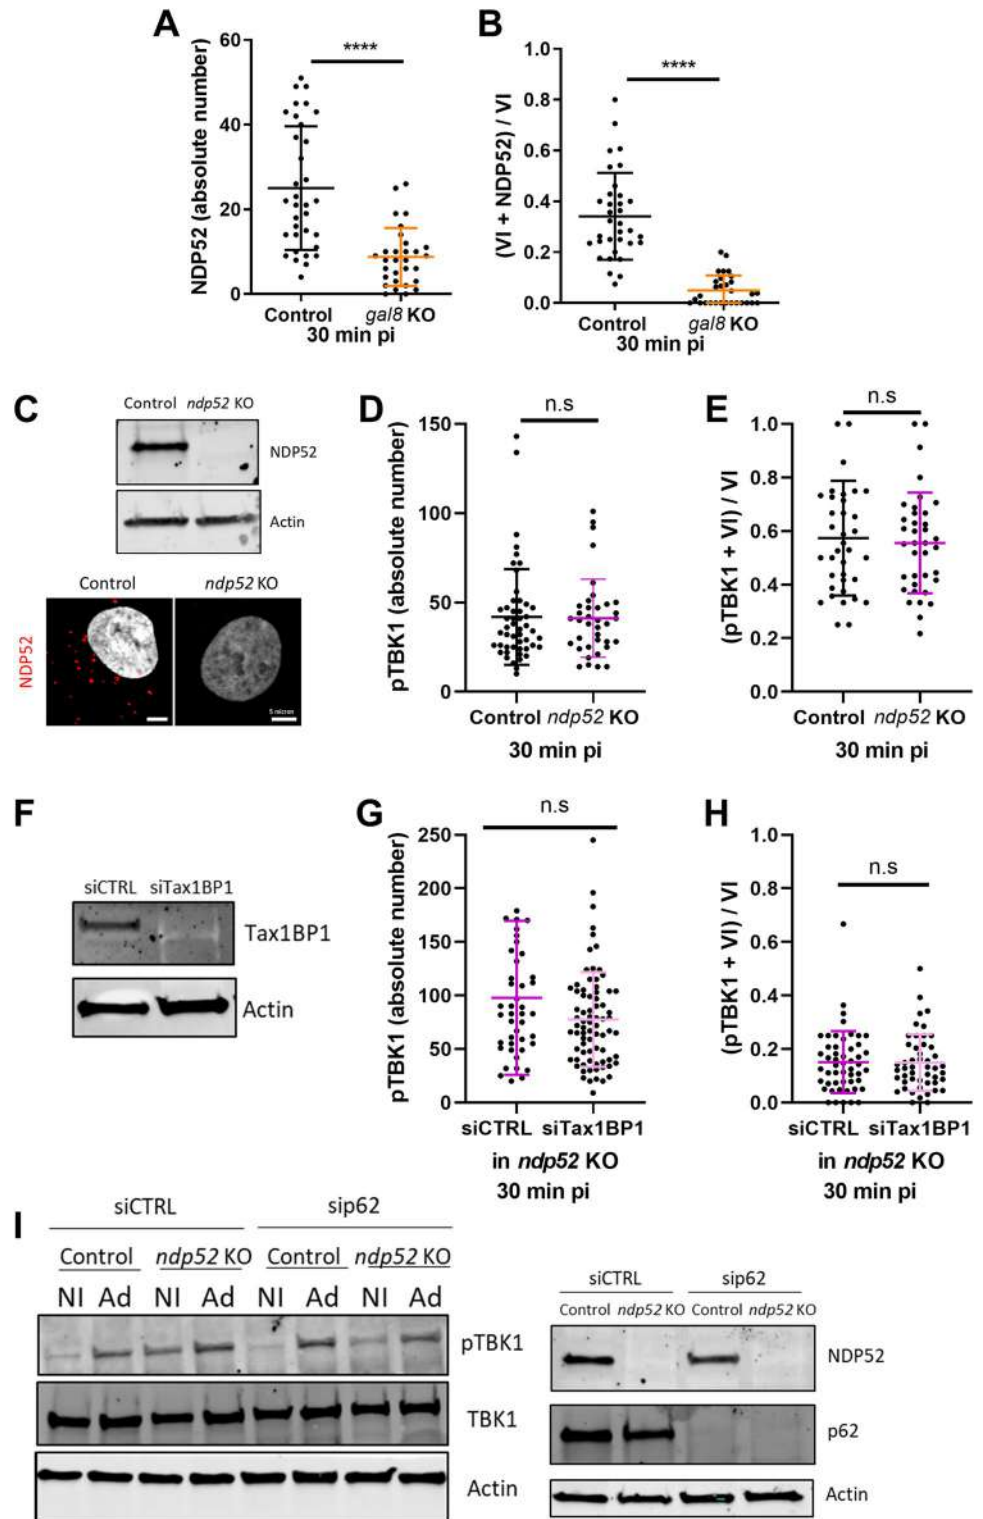 A
NDP52 (absolute number)
60
40
20
0
****
Control gal8 KO
30 min pi
B
(VI + NDP52) / VI
1.0
0.8
0.6
0.4
0.2
0.0
****
Control gal8 KO
30 min pi
C
Control ndp52 KO
NDP52
Actin
Control ndp52 KO
NDP52
5 micron
D
pTBK1 (absolute number)
150
100
50
0
n.s
Control ndp52 KO
30 min pi
E
(pTBK1 + VI) / VI
1.0
0.8
0.6
0.4
0.2
0.0
n.s
Control ndp52 KO
30 min pi
F
siCTRL siTax1BP1
Tax1BP1
Actin
G
pTBK1 (absolute number)
250
200
150
100
50
0
n.s
siCTRL siTax1BP1
in ndp52 KO
30 min pi
H
(pTBK1 + VI) / VI
1.0
0.8
0.6
0.4
0.2
0.0
n.s
siCTRL siTax1BP1
in ndp52 KO
30 min pi
I
siCTRL sip62
Control ndp52 KO Control ndp52 KO
NI Ad NI Ad NI Ad NI Ad
pTBK1
TBK1
Actin
siCTRL sip62
Control ndp52 KO Control ndp52 KO
NDP52
p62
Actin